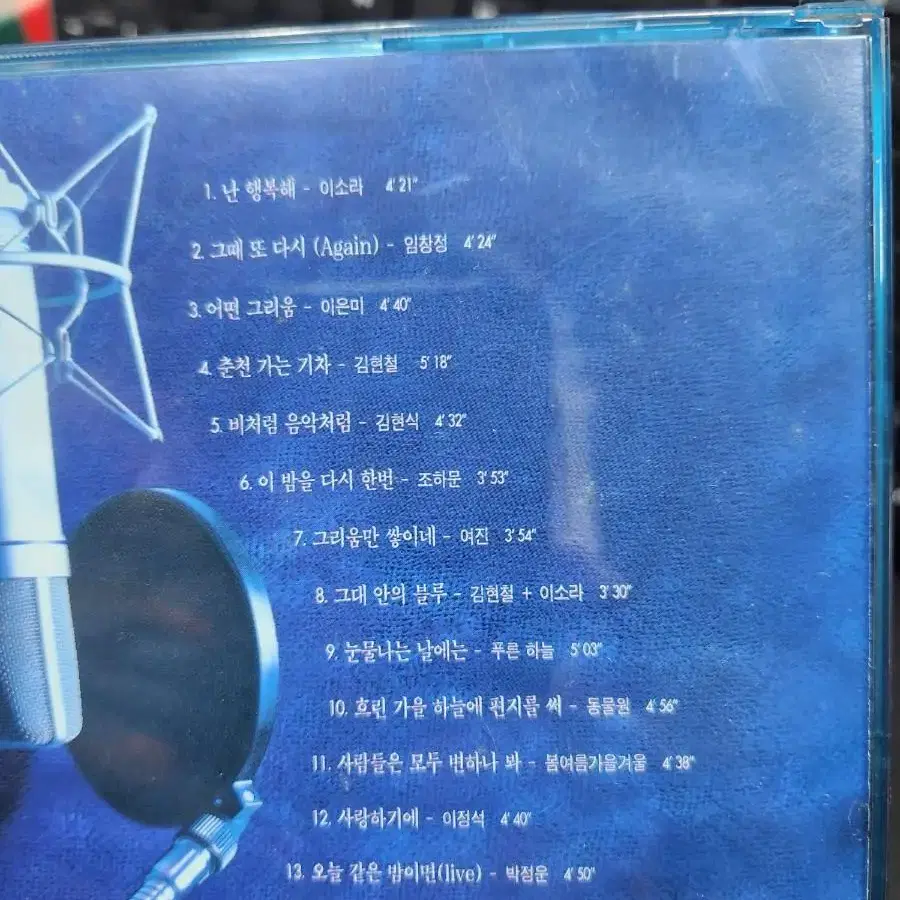 1. 난 행복해 - 이소라 4'21"
2. 그때 또 다시 (Again) - 임창정 4'24"
3. 어떤 그리움 - 이은미 4'40"
4. 춘천 가는 기차 - 김현철 5'18"
5. 비처럼 음악처럼 - 김현식 4'32"
6. 이 밤을 다시 한번 - 조하문 3'53"
7. 그리움만 쌓이네 - 여진 3'54"
8. 그대 안의 블루 - 김현철 + 이소라 3'30"
9. 눈물나는 날에는 - 푸른 하늘 5'03"
10. 흐린 가을 하늘에 편지를 써 - 동물원 4'56"
11. 사람들은 모두 변하나 봐 - 봄여름가을겨울 4'38"
12. 사랑하기에 - 이정석 4'40"
13. 오늘 같은 밤이면(live) - 박정운 4'50"